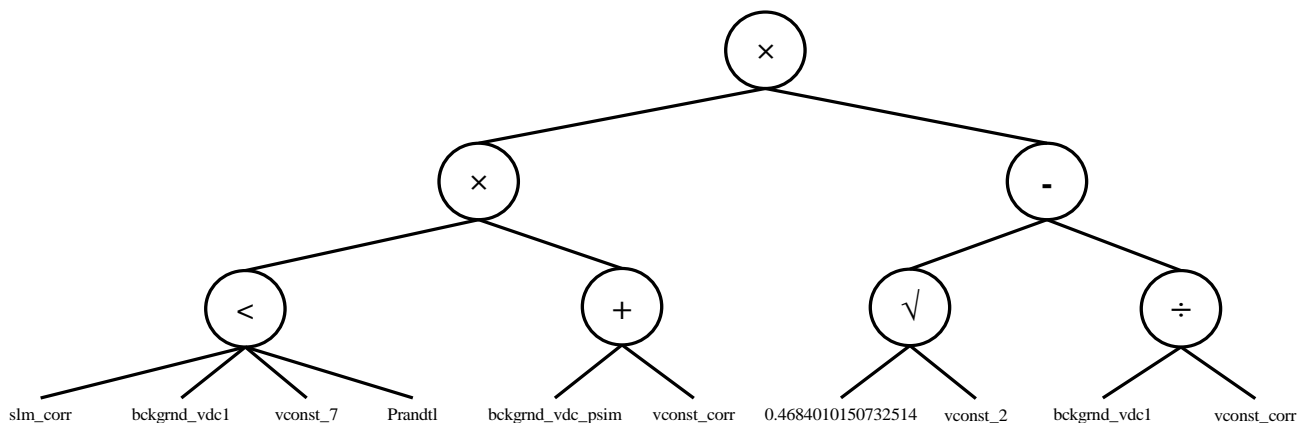 ×
× -
< + √ ÷
slm_corr bckgrnd_vdc1 vconst_7 Prandtl bckgrnd_vdc_psim vconst_corr 0.4684010150732514 vconst_2 bckgrnd_vdc1 vconst_corr